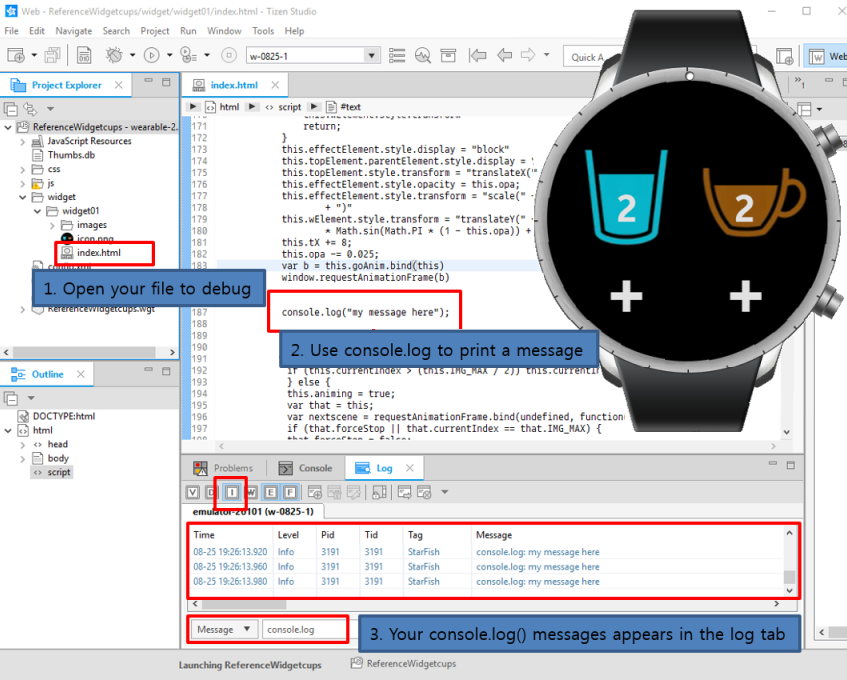 Web - ReferenceWidgetcups/widget/widget01/index.html - Tizen Studio
File Edit Navigate Search Project Run Window Tools Help
w-0825-1
Quick A
Web
Project Explorer
index.html
html script #text
ReferenceWidgetcups - wearable-2.
JavaScript Resources
Thumbs.db
css
js
widget
widget01
images
icon.png
index.html
ReferenceWidgetcups.wgt
171 return;
172 }
173 this.effectElement.style.display = "block"
174 this.topElement.parentElement.style.display =
175 this.topElement.style.transform = "translateX("
176 this.effectElement.style.opacity = this.opa;
177 this.effectElement.style.transform = "scale(" +
178 + ")"
179 this.wElement.style.transform = "translateY(" +
180 * Math.sin(Math.PI * (1 - this.opa)) +
181 this.tX += 8;
182 this.opa -= 0.025;
183 var b = this.goAnim.bind(this)
184 window.requestAnimationFrame(b)
187 console.log("my message here");
188
189
190
191
192 if (this.currentIndex > (this.IMG_MAX / 2)) this.currentI
193 } else {
194 this.animing = true;
195 var that = this;
196 var nextscene = requestAnimationFrame.bind(undefined, function
197 if (that.forceStop || that.currentIndex == that.IMG_MAX) {
198 that.forceStop = false;
1. Open your file to debug
2. Use console.log to print a message
2
2
+
+
Outline
DOCTYPE:html
html
head
body
script
Problems Console Log
V D I W E F
emulator-26101 (w-0825-1)
Time Level Pid Tid Tag Message
08-25 19:26:13.920 Info 3191 3191 StarFish console.log: my message here
08-25 19:26:13.960 Info 3191 3191 StarFish console.log: my message here
08-25 19:26:13.980 Info 3191 3191 StarFish console.log: my message here
Message console.log
3. Your console.log() messages appears in the log tab
Launching ReferenceWidgetcups
ReferenceWidgetcups